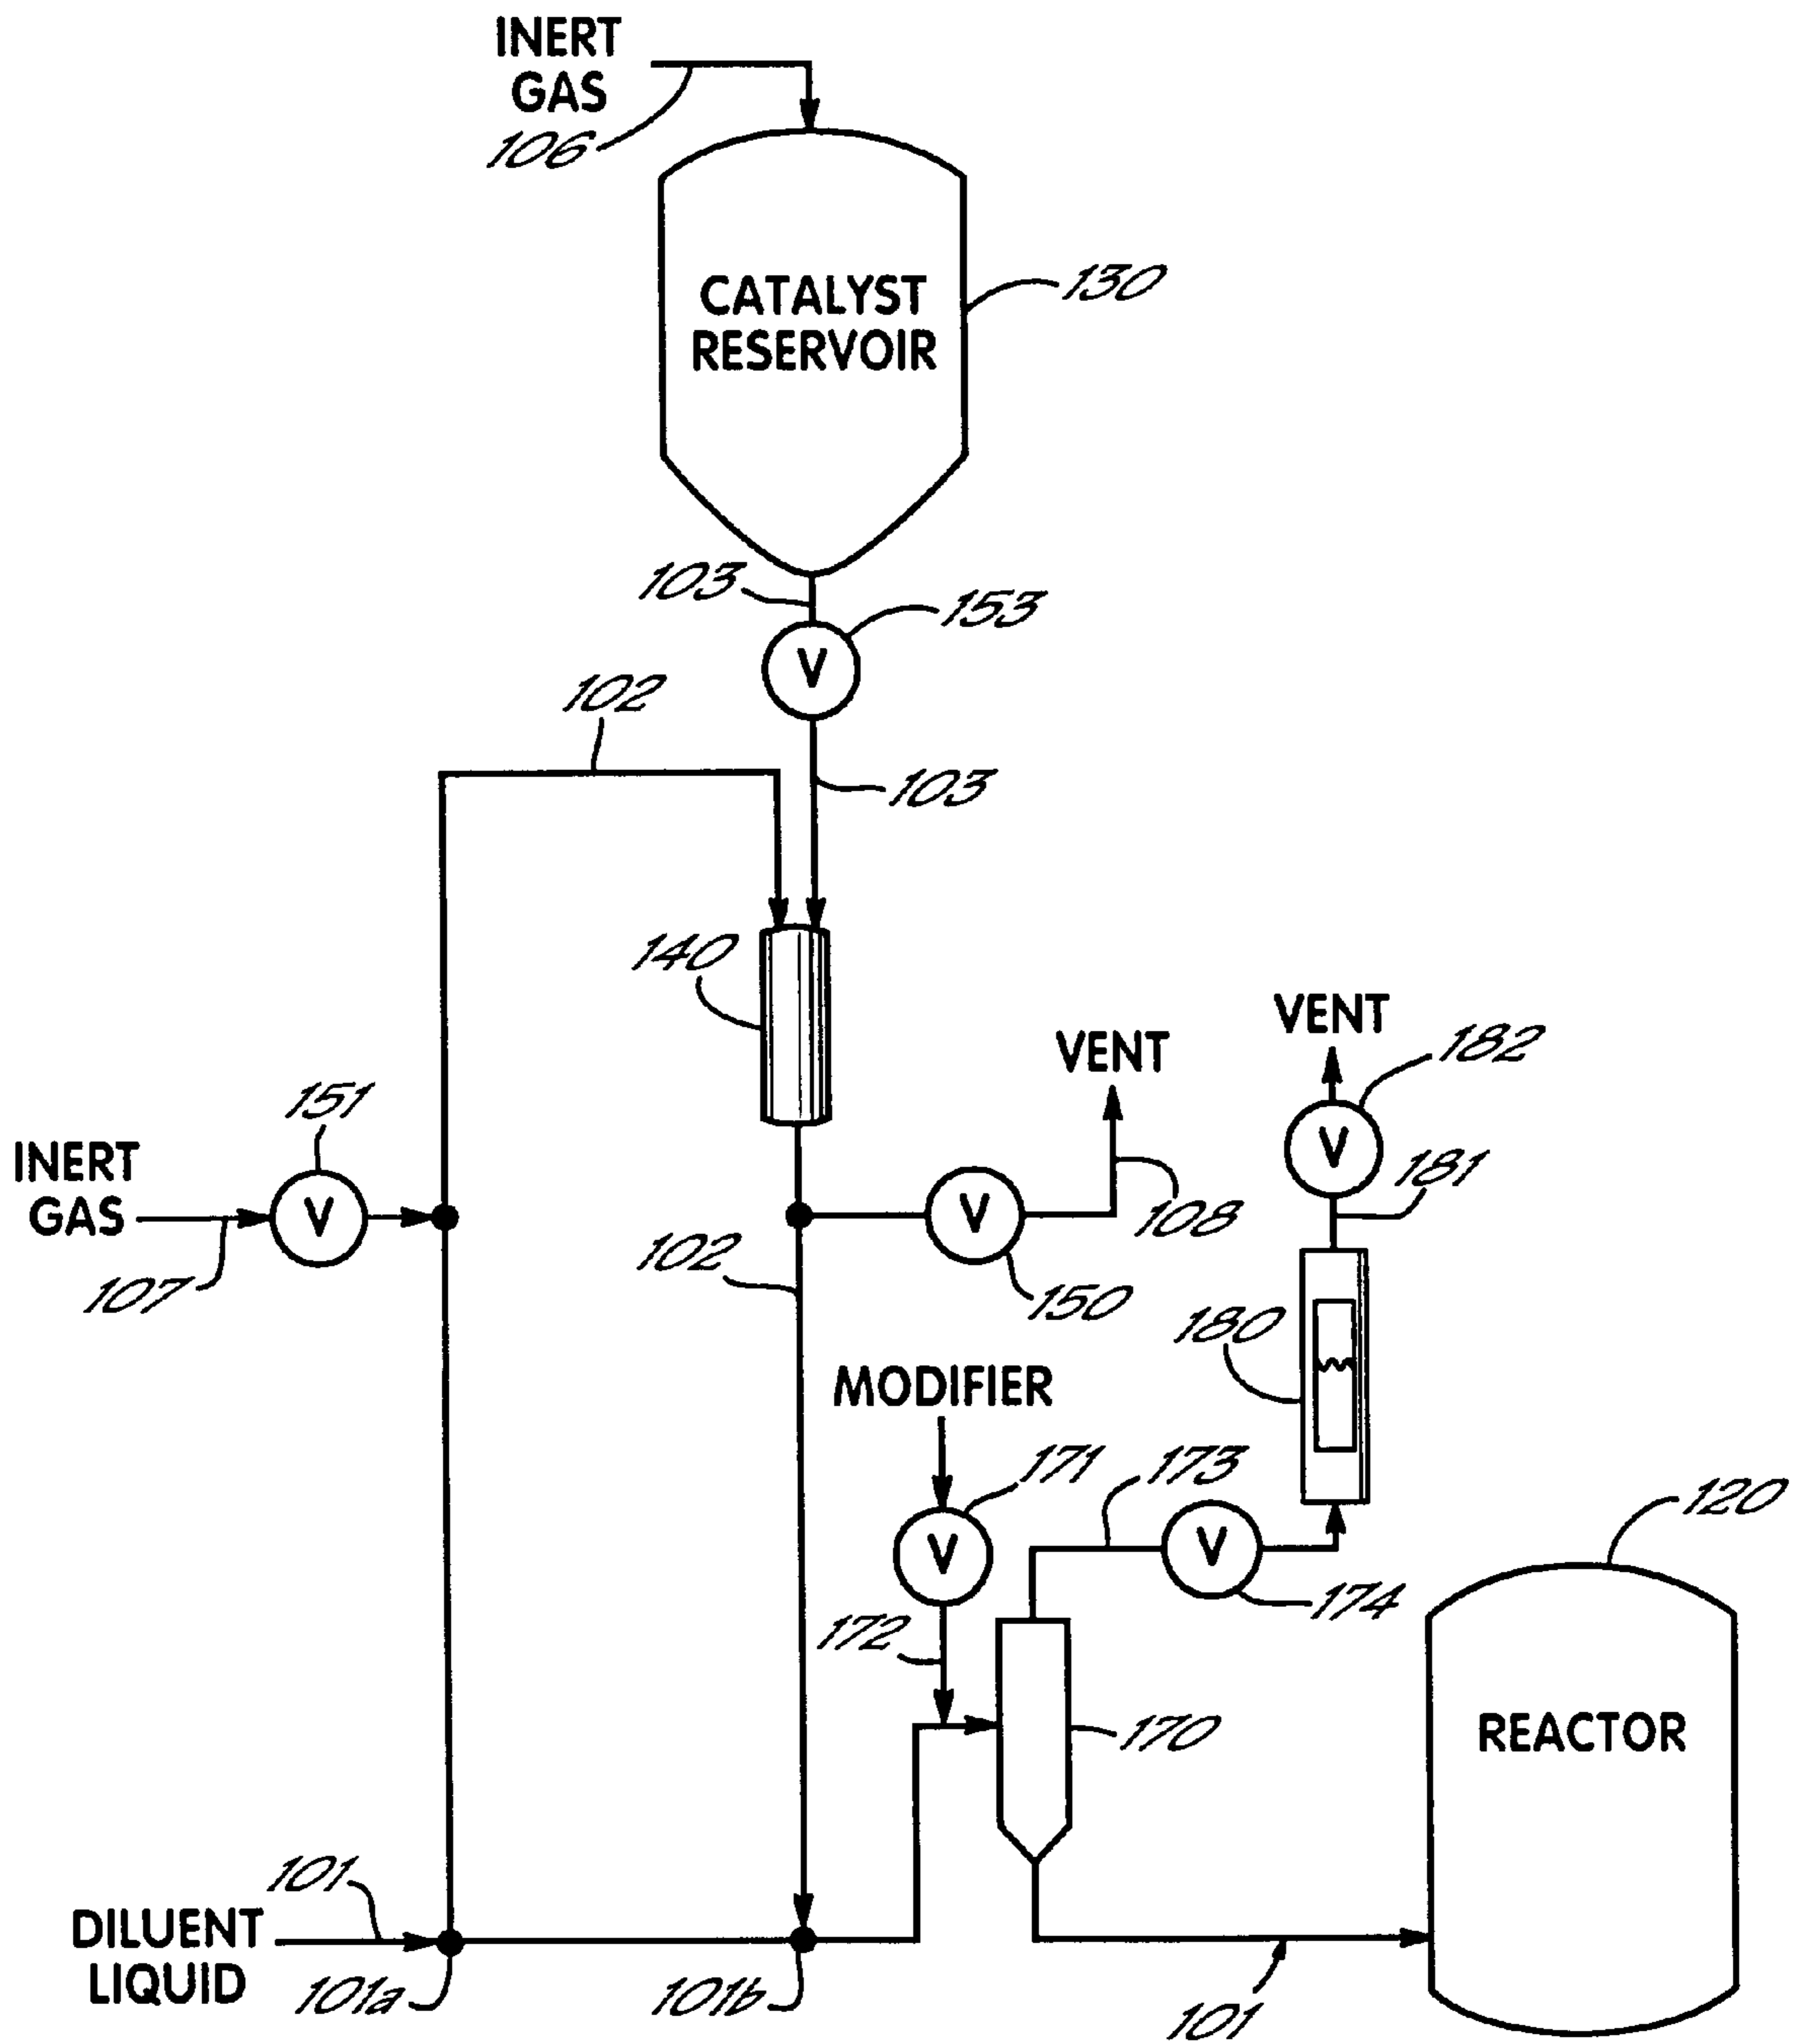 INERT
GAS
106
CATALYST
RESERVOIR
130
103
153
V
102
103
140
VENT
182
VENT
V
151
181
INERT
GAS
V
V
108
107
102
150
180
MODIFIER
171
173
120
V
V
174
172
REACTOR
170
101
DILUENT
LIQUID
101a
101b
101